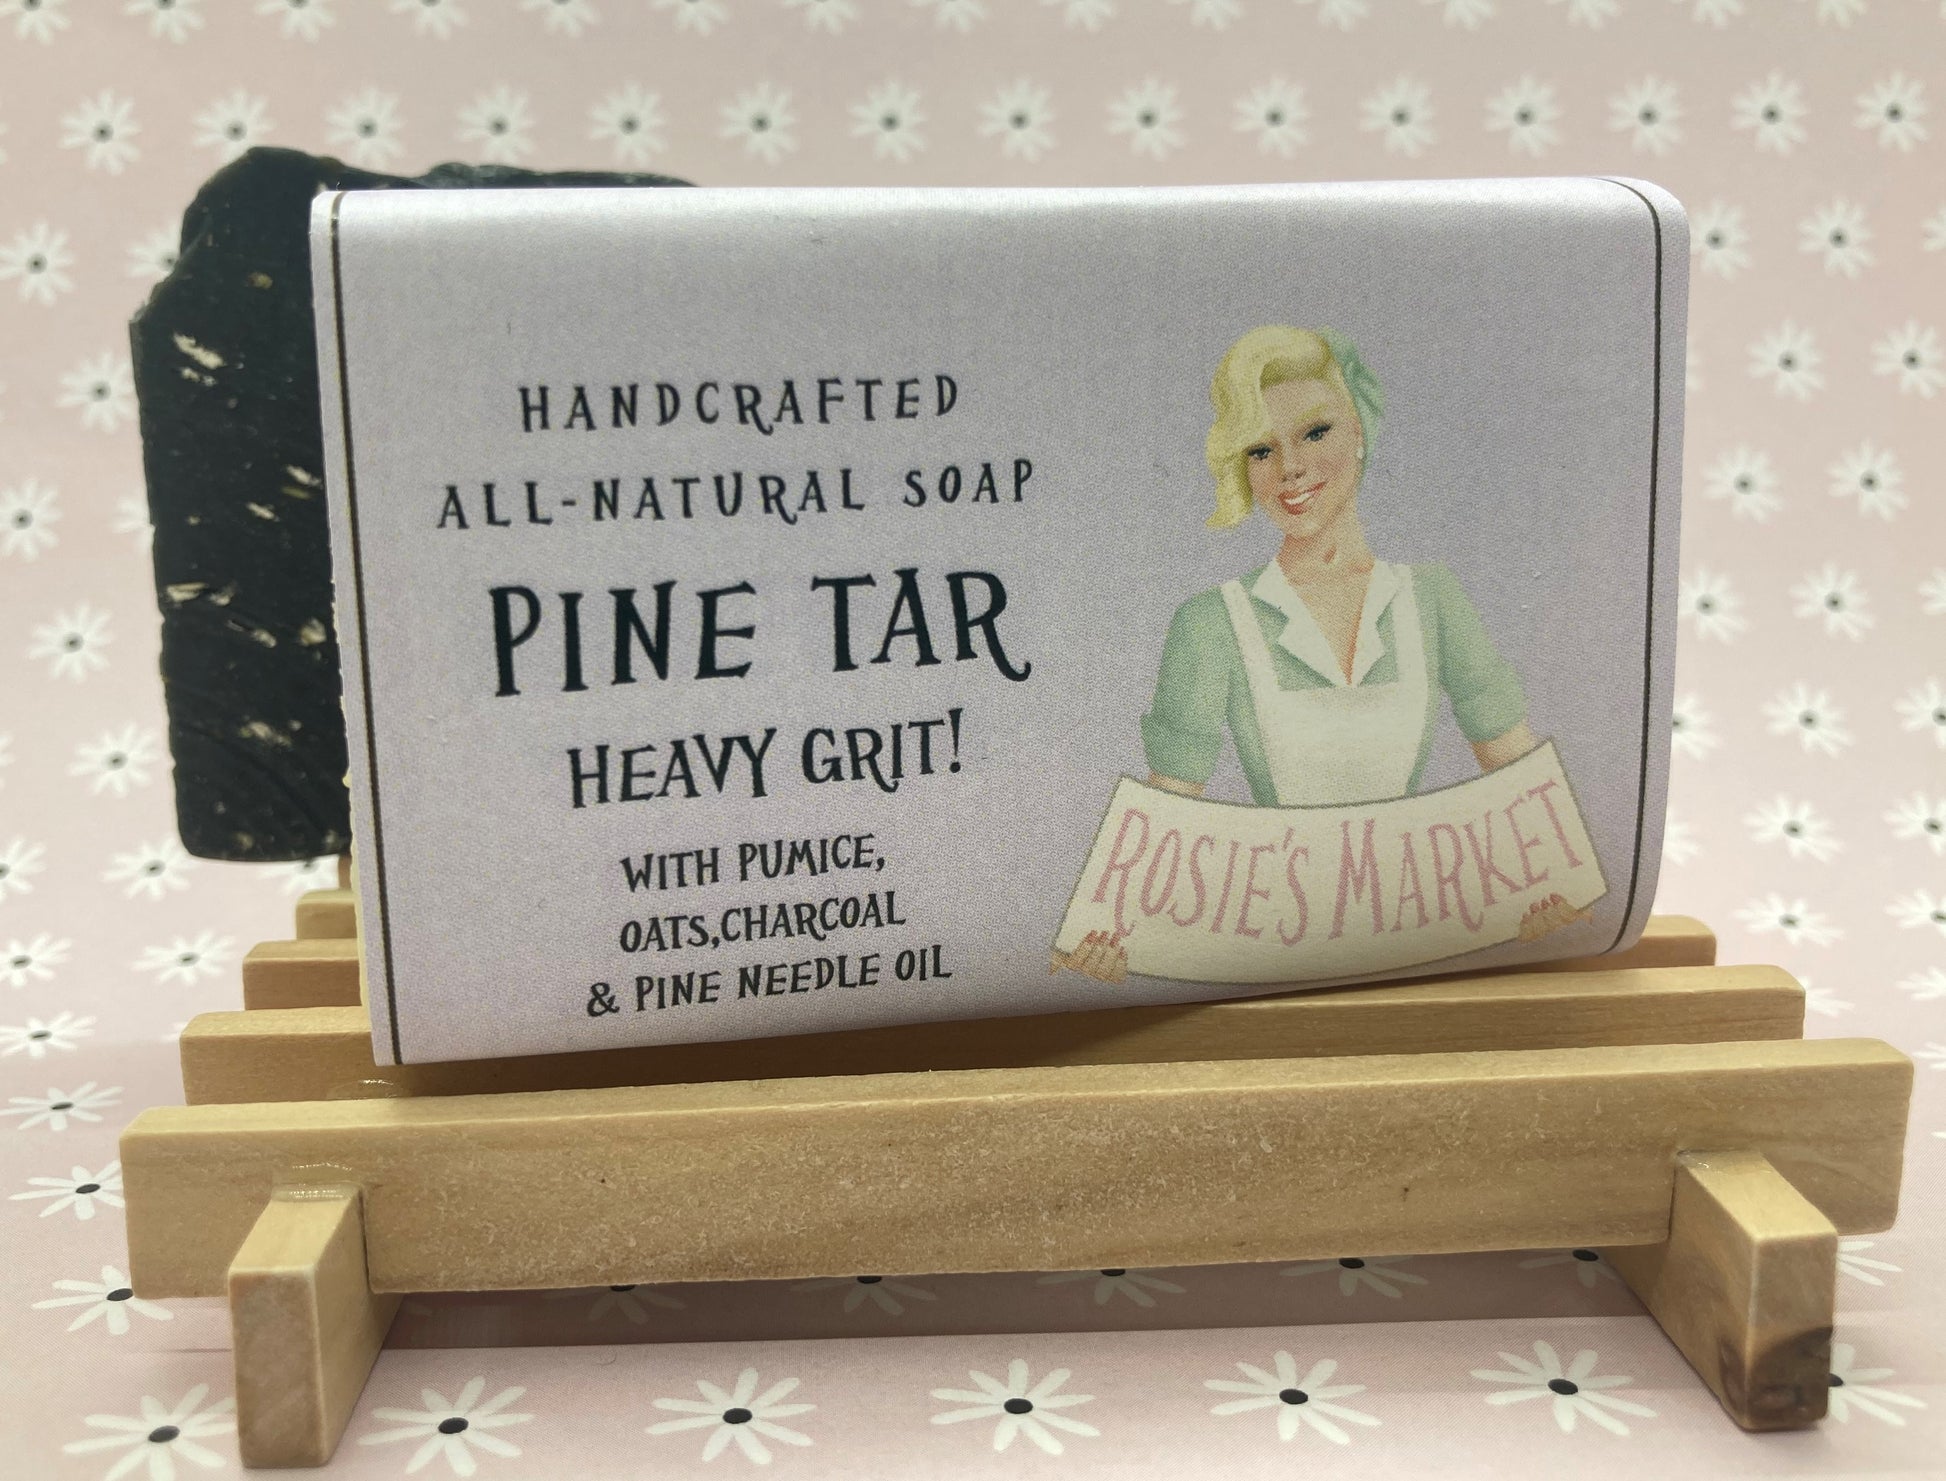 HANDCRAFTED
ALL-NATURAL SOAP
PINE TAR
HEAVY GRIT!
WITH PUMICE,
OATS,CHARCOAL
& PINE NEEDLE OIL
ROSIE'S MARKET